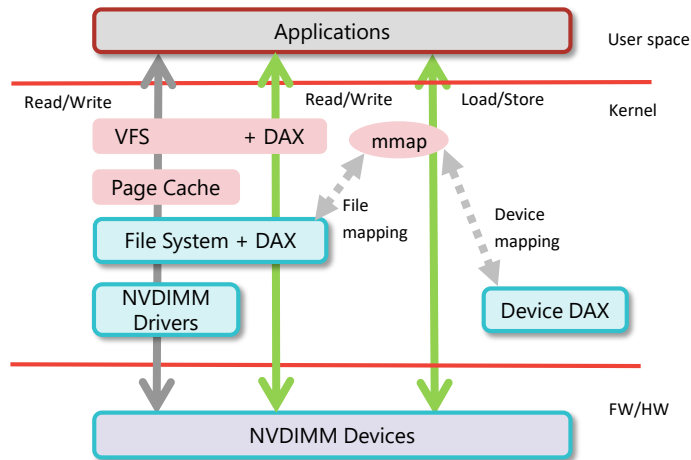 Applications
User space
Read/Write
Read/Write
Load/Store
Kernel
VFS + DAX
mmap
Page Cache
File
mapping
Device
mapping
File System + DAX
NVDIMM
Drivers
Device DAX
FW/HW
NVDIMM Devices